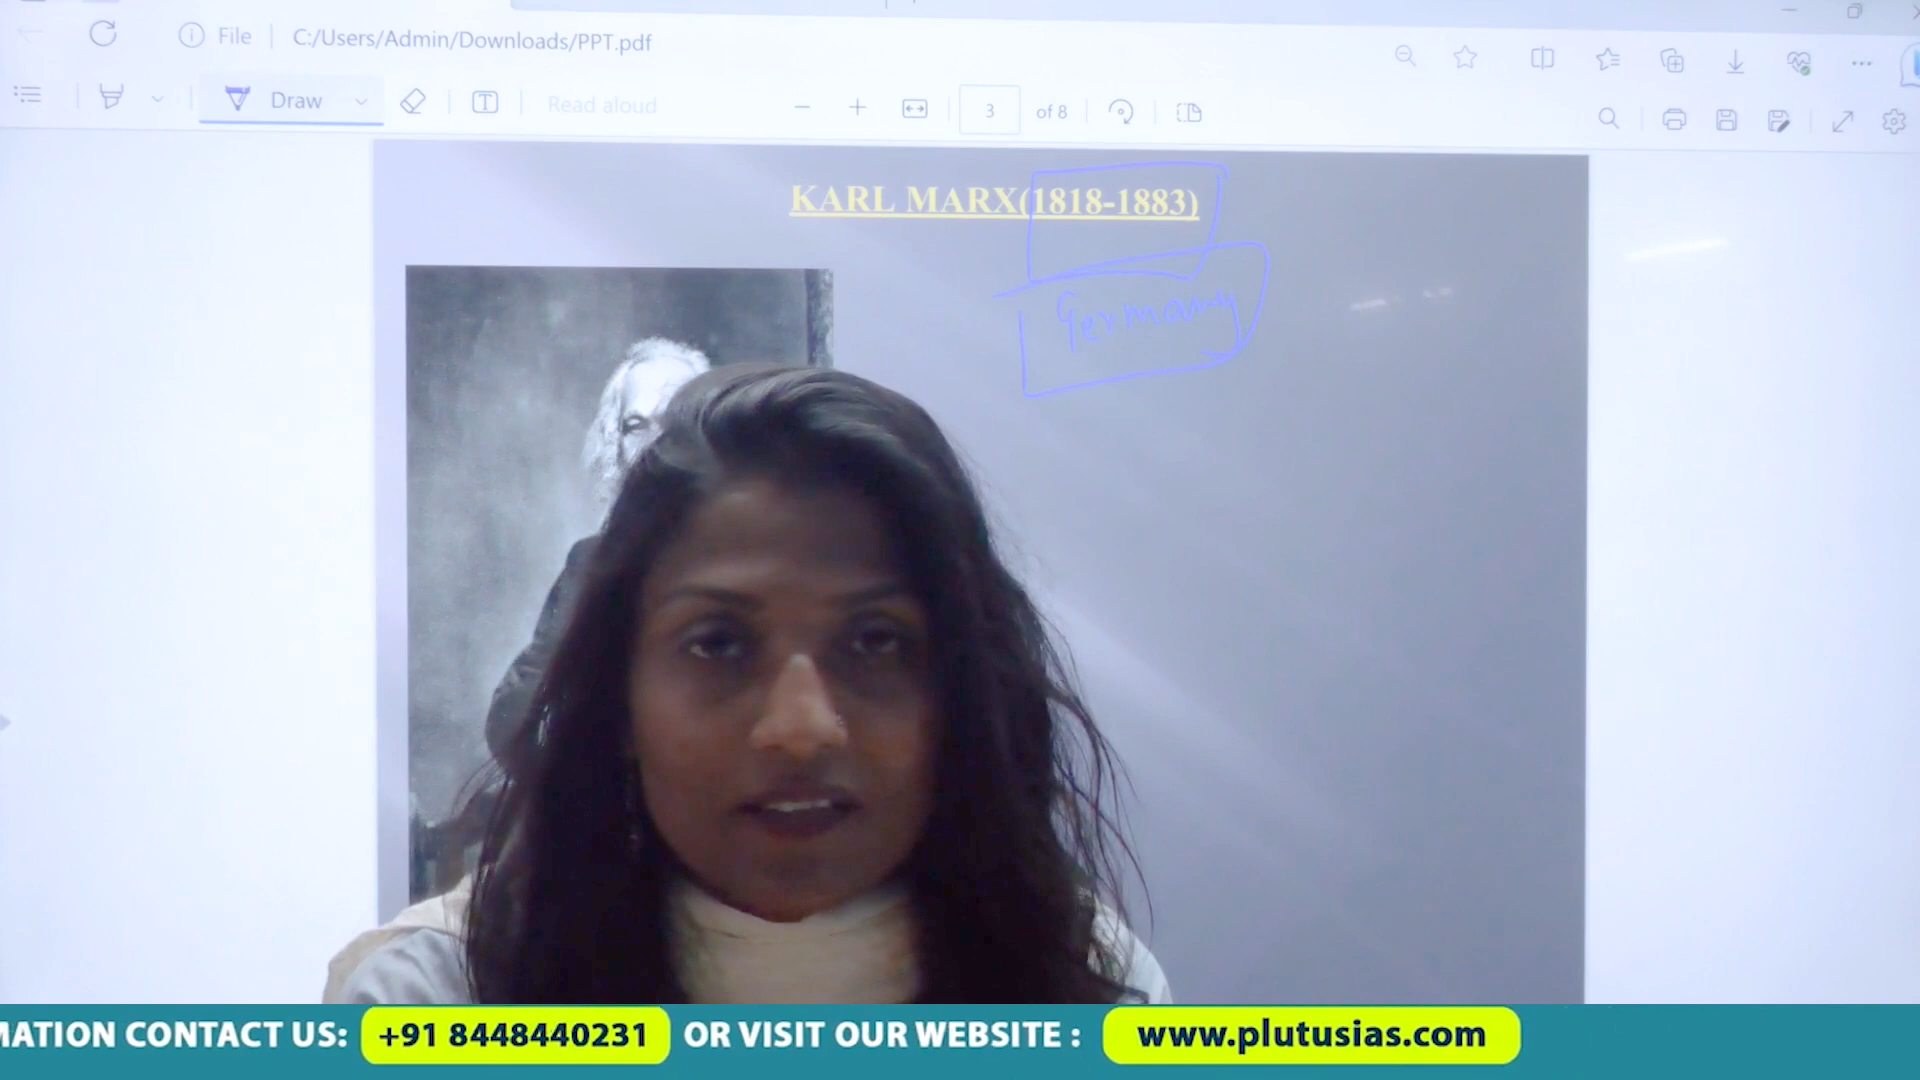 File C:/Users/Admin/Downloads/PPT.pdf
Draw Read aloud 3 of 8
KARL MARX(1818-1883)
Germany
MATION CONTACT US: +91 8448440231 OR VISIT OUR WEBSITE : www.plutusias.com